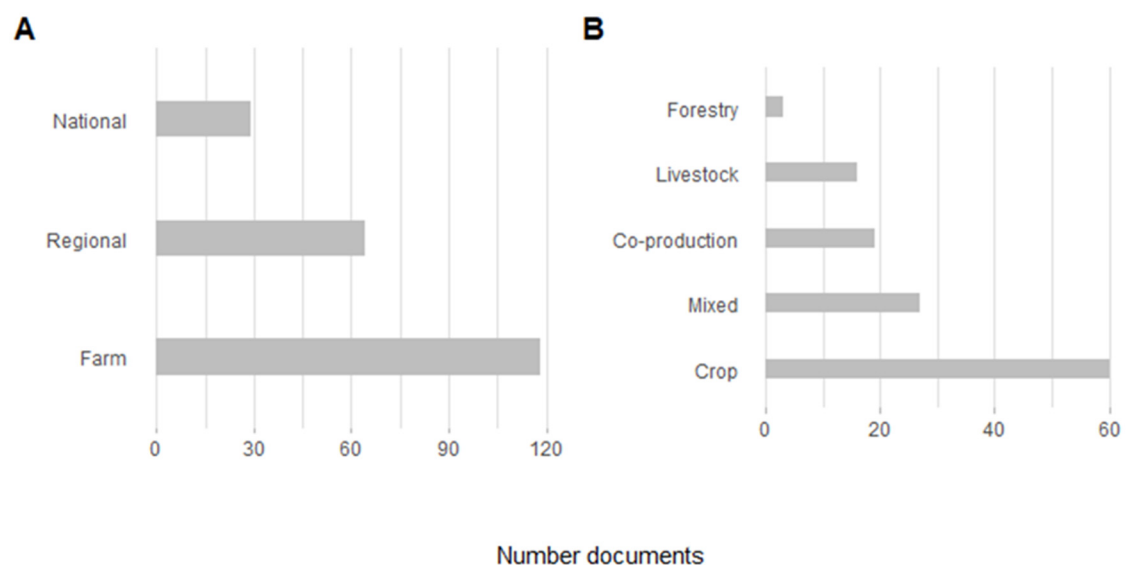 A
National
Regional
Farm
0 30 60 90 120
B
Forestry
Livestock
Co-production
Mixed
Crop
0 20 40 60
Number documents